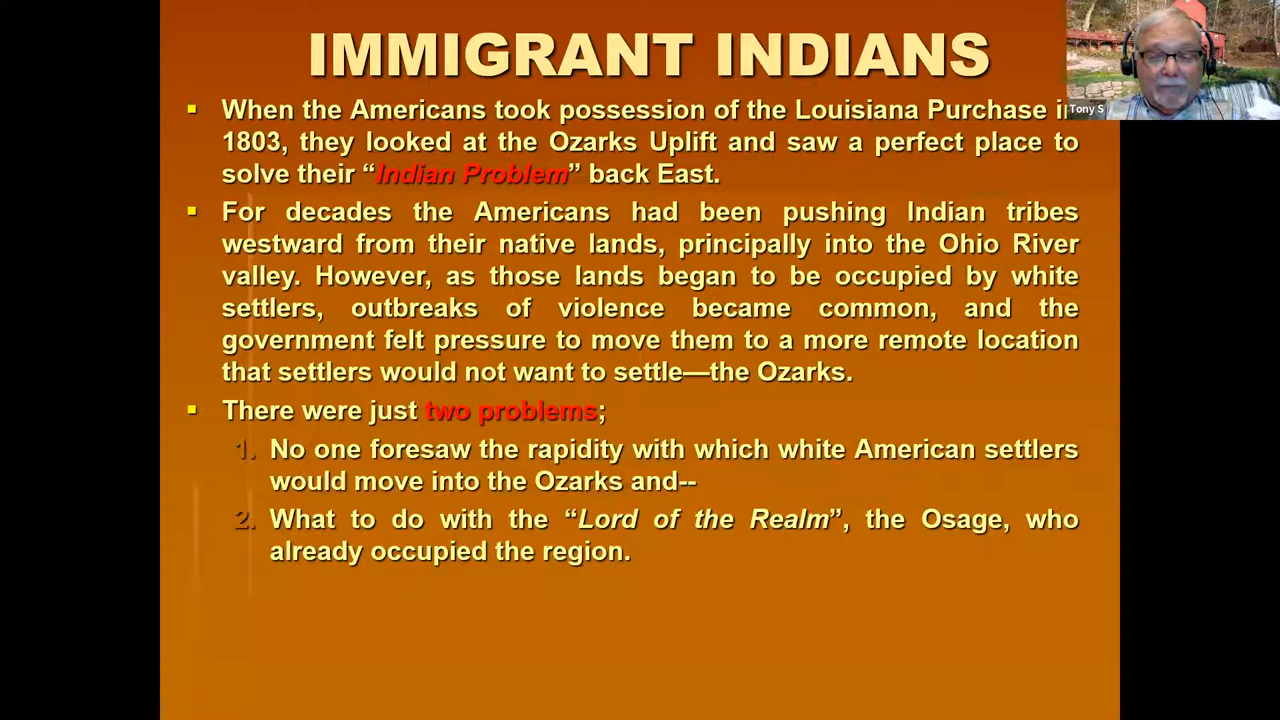 IMMIGRANT INDIANS
When the Americans took possession of the Louisiana Purchase i
1803, they looked at the Ozarks Uplift and saw a perfect place to
solve their “Indian Problem” back East.
For decades the Americans had been pushing Indian tribes
westward from their native lands, principally into the Ohio River
valley. However, as those lands began to be occupied by white
settlers, outbreaks of violence became common, and the
government felt pressure to move them to a more remote location
that settlers would not want to settle—the Ozarks.
There were just two problems;
1. No one foresaw the rapidity with which white American settlers
would move into the Ozarks and--
2. What to do with the “Lord of the Realm”, the Osage, who
already occupied the region.
Tony S